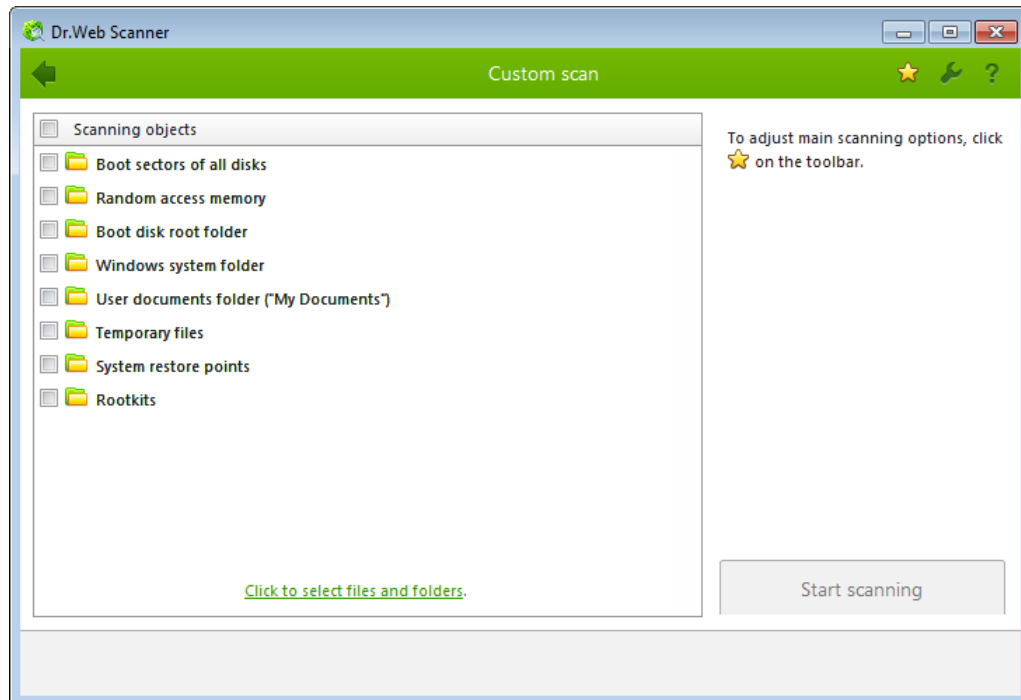 Dr.Web Scanner
Custom scan
?
Scanning objects
Boot sectors of all disks
Random access memory
Boot disk root folder
Windows system folder
User documents folder ("My Documents")
Temporary files
System restore points
Rootkits
Click to select files and folders.
To adjust main scanning options, click
on the toolbar.
Start scanning